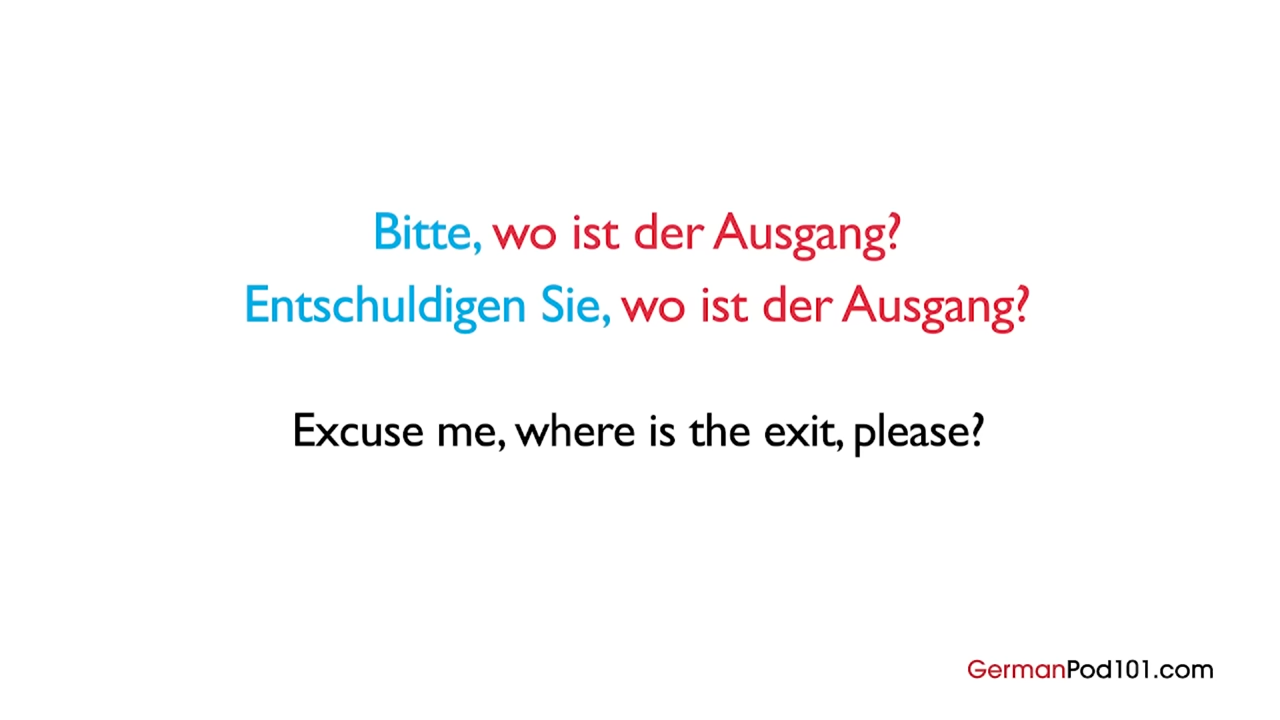 Bitte, wo ist der Ausgang?
Entschuldigen Sie, wo ist der Ausgang?
Excuse me, where is the exit, please?
GermanPod101.com